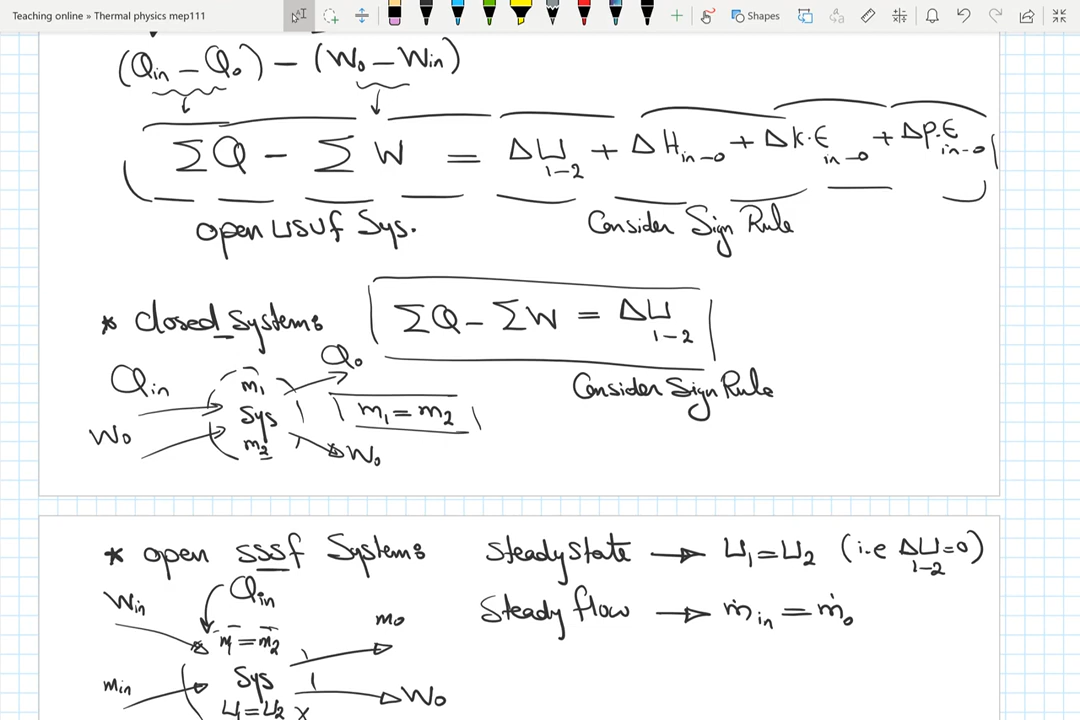 Teaching online » Thermal physics mep111
Shapes
(Qin - Qo) - (Wo - Win)
ΣQ - ΣW = ΔU1-2 + ΔHin-o + Δk.Ein-o + ΔP.Ein-o
open usuf Sys.
Consider Sign Rule
* closed systems
ΣQ - ΣW = ΔU1-2
Consider Sign Rule
Qin
Qo
m1
Sys
m2
m1 = m2
Wo
Wo
* open sssf Systems
Steady state → U1 = U2 (i.e ΔU1-2 = 0)
Steady flow → ṁin = ṁo
Win
Qin
mo
m = m2
min
Sys
Wo
U1 = U2